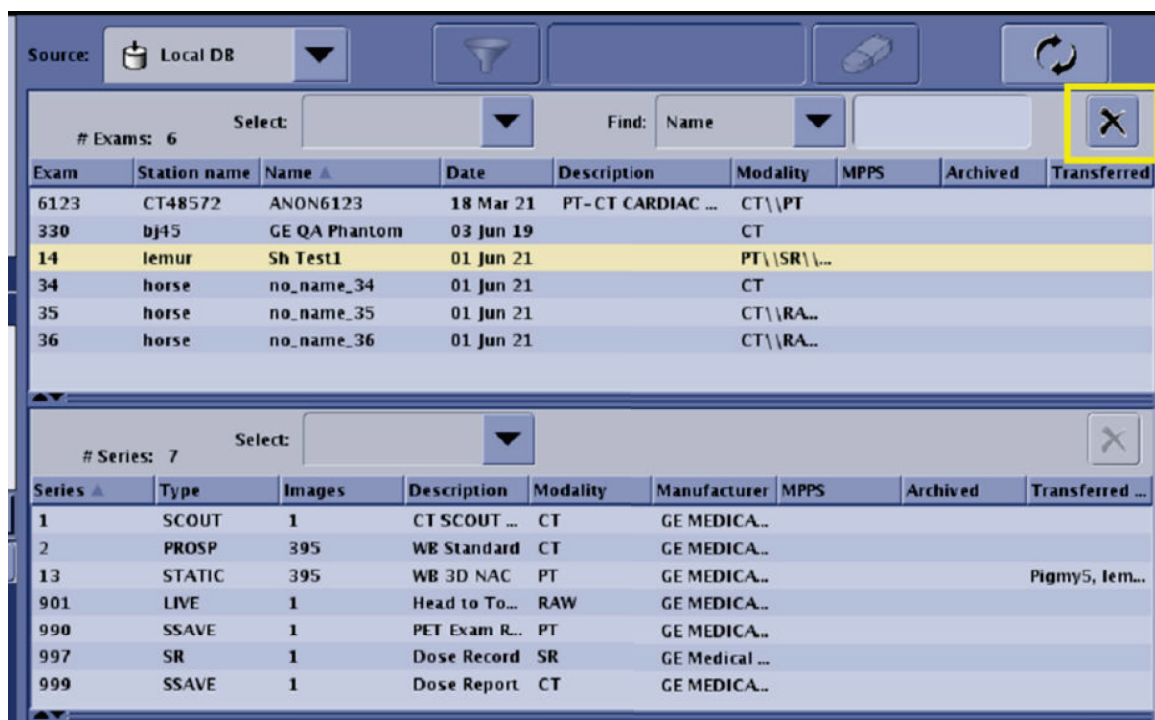 Source: Local DB
Select: Find: Name
# Exams: 6
Exam Station name Name Date Description Modality MPPS Archived Transferred
6123 CT48572 ANON6123 18 Mar 21 PT-CT CARDIAC ... CT\\PT
330 bj45 GE QA Phantom 03 Jun 19 CT
14 lemur Sh Test1 01 Jun 21 PT\\SR\\...
34 horse no_name_34 01 Jun 21 CT
35 horse no_name_35 01 Jun 21 CT\\RA...
36 horse no_name_36 01 Jun 21 CT\\RA...
Select:
# Series: 7
Series Type Images Description Modality Manufacturer MPPS Archived Transferred ...
1 SCOUT 1 CT SCOUT ... CT GE MEDICA...
2 PROSP 395 WB Standard CT GE MEDICA...
13 STATIC 395 WB 3D NAC PT GE MEDICA... Pigmy5, lem...
901 LIVE 1 Head to To... RAW GE MEDICA...
990 SSAVE 1 PET Exam R... PT GE MEDICA...
997 SR 1 Dose Record SR GE Medical ...
999 SSAVE 1 Dose Report CT GE MEDICA...